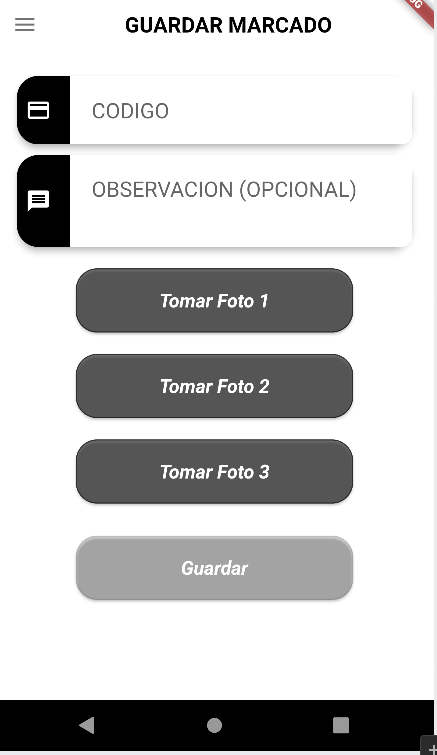 GUARDAR MARCADO
CODIGO
OBSERVACION (OPCIONAL)
Tomar Foto 1
Tomar Foto 2
Tomar Foto 3
Guardar